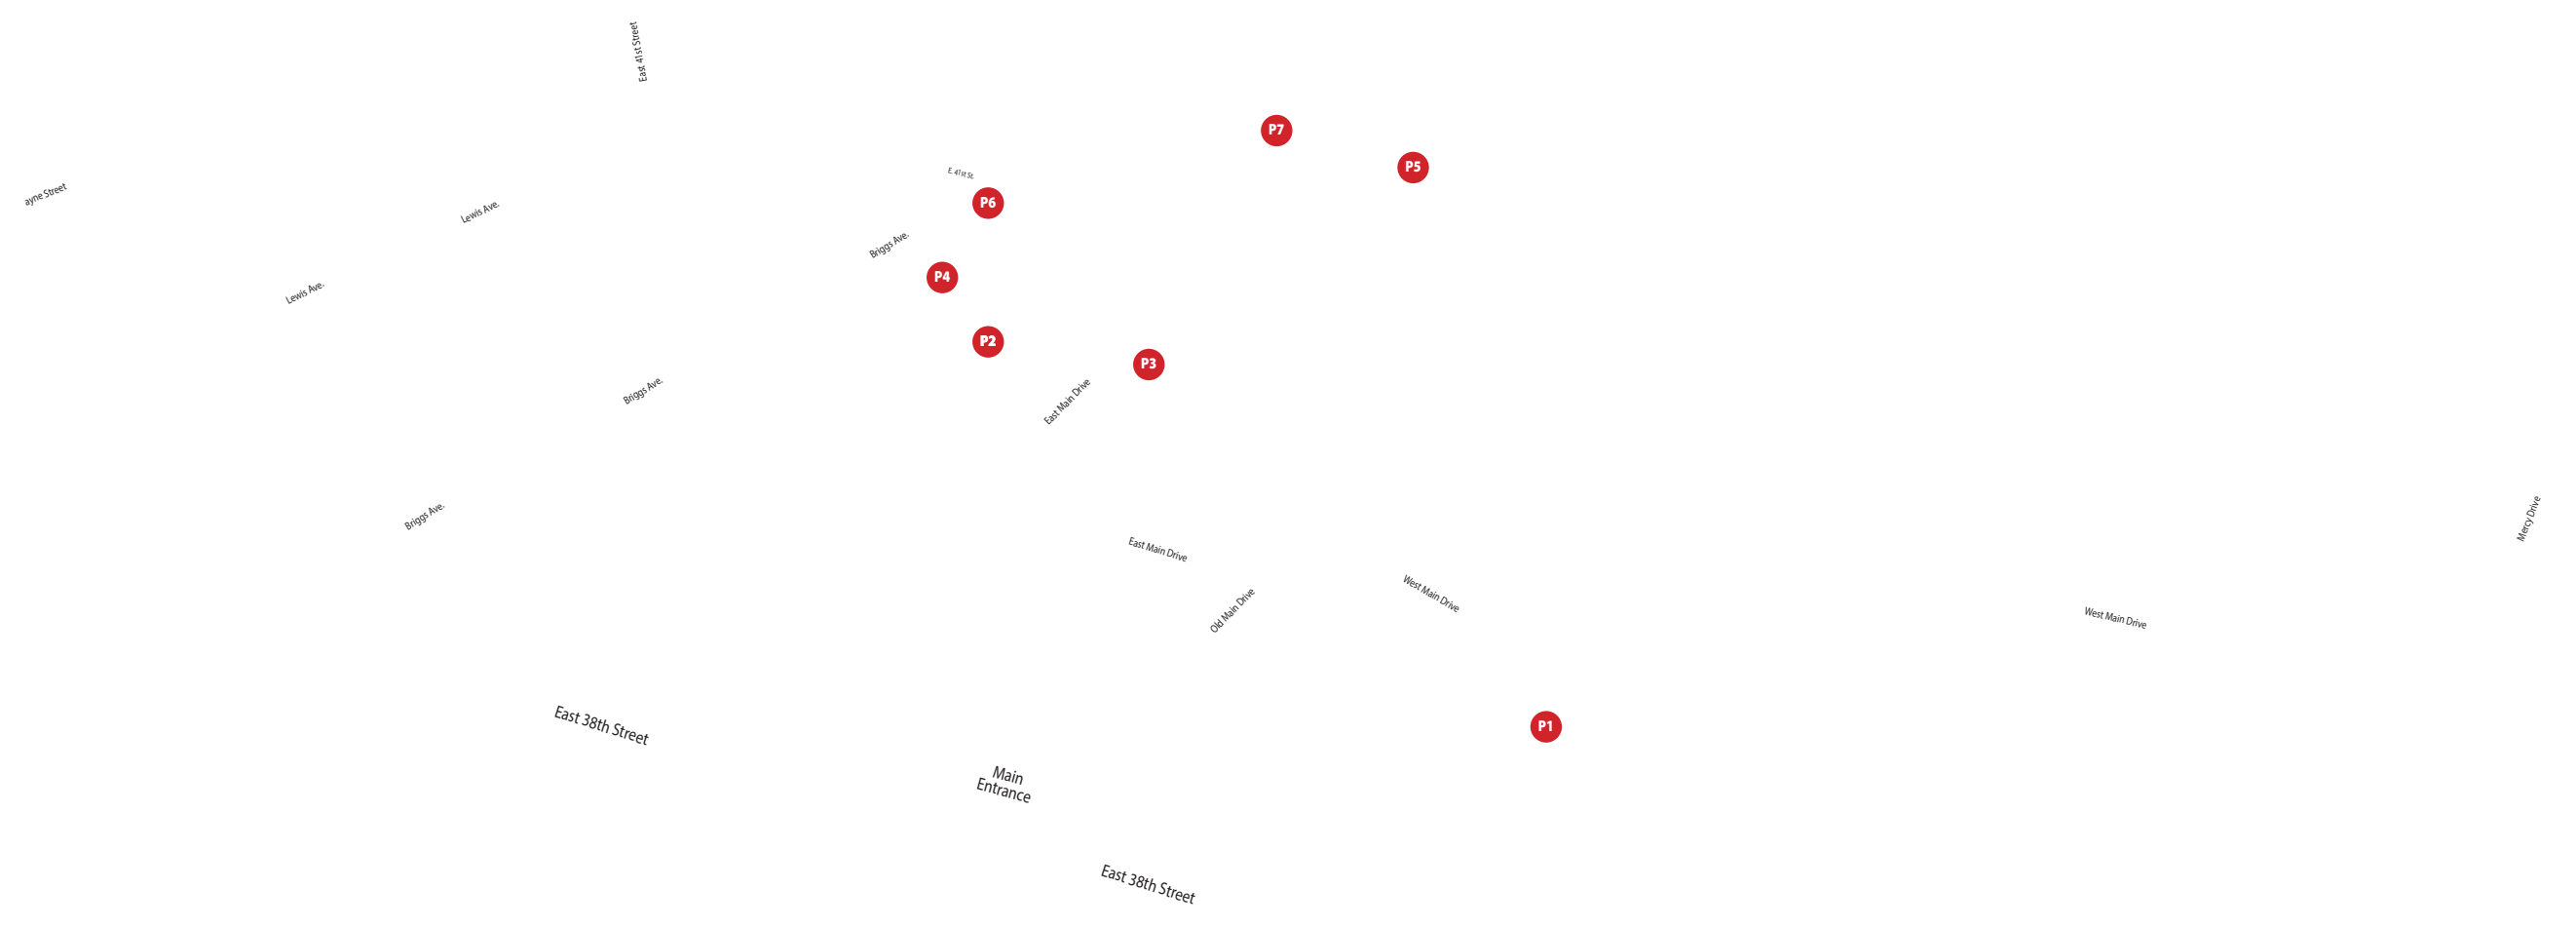 East 41st Street
P7
P5
E. 41st St.
ayne Street
P6
Lewis Ave.
Briggs Ave.
P4
Lewis Ave.
P2
P3
Briggs Ave.
East Main Drive
Briggs Ave.
Mercy Drive
East Main Drive
West Main Drive
Old Main Drive
West Main Drive
East 38th Street
P1
Main
Entrance
East 38th Street